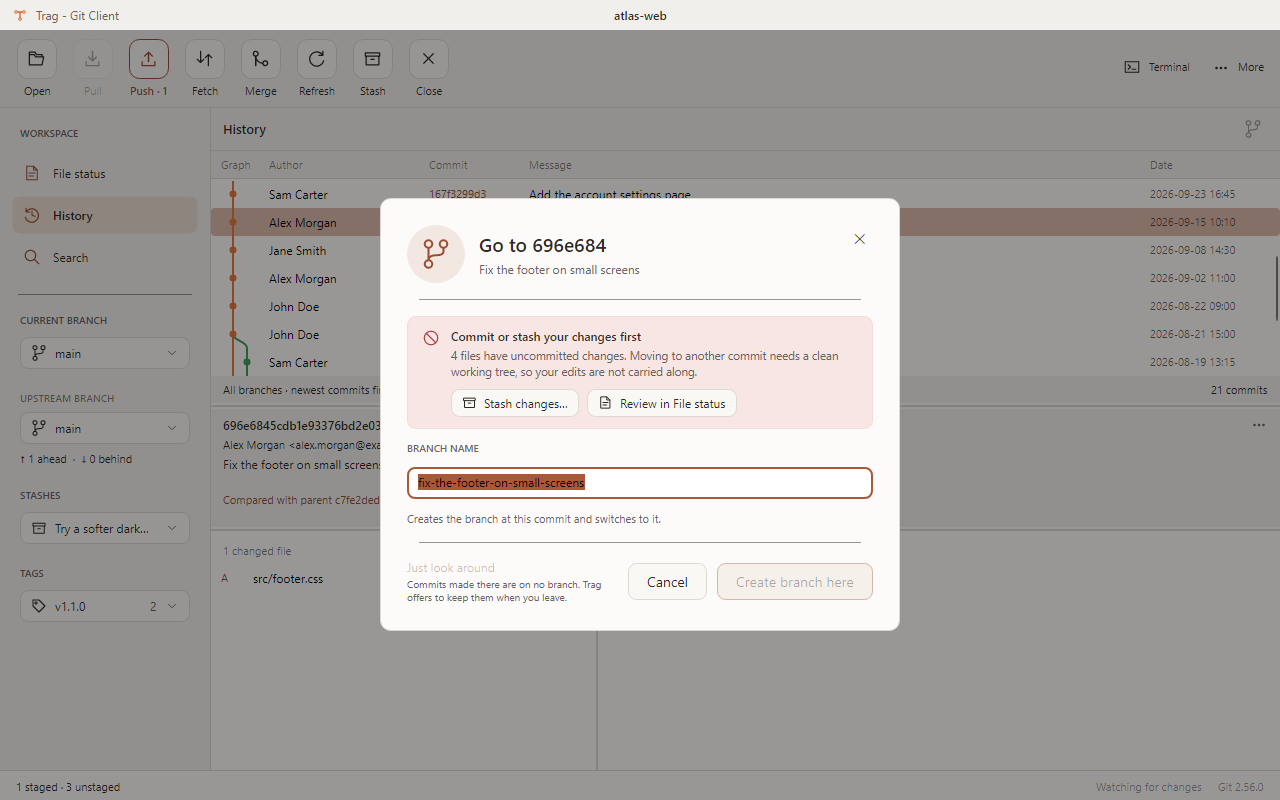 Trag - Git Client
atlas-web
Open
Pull
Push · 1
Fetch
Merge
Refresh
Stash
Close
Terminal
More
WORKSPACE
File status
History
Search
CURRENT BRANCH
main
UPSTREAM BRANCH
main
↑ 1 ahead · ↓ 0 behind
STASHES
Try a softer dark...
TAGS
v1.1.0 2
History
Graph Author Commit Message Date
Sam Carter 167f3299d3 Add the account settings page 2026-09-23 16:45
Alex Morgan 2026-09-15 10:10
Jane Smith 2026-09-08 14:30
Alex Morgan 2026-09-02 11:00
John Doe 2026-08-22 09:00
John Doe 2026-08-21 15:00
Sam Carter 2026-08-19 13:15
All branches · newest commits
21 commits
696e6845cdb1e93376bd2e03
Alex Morgan <alex.morgan@exa
Fix the footer on small screens
Compared with parent c7fe2ded
1 changed file
A src/footer.css
Go to 696e684
Fix the footer on small screens
Commit or stash your changes first
4 files have uncommitted changes. Moving to another commit needs a clean
working tree, so your edits are not carried along.
Stash changes...
Review in File status
BRANCH NAME
fix-the-footer-on-small-screens
Creates the branch at this commit and switches to it.
Just look around
Commits made there are on no branch. Trag
offers to keep them when you leave.
Cancel
Create branch here
1 staged · 3 unstaged
Watching for changes
Git 2.56.0